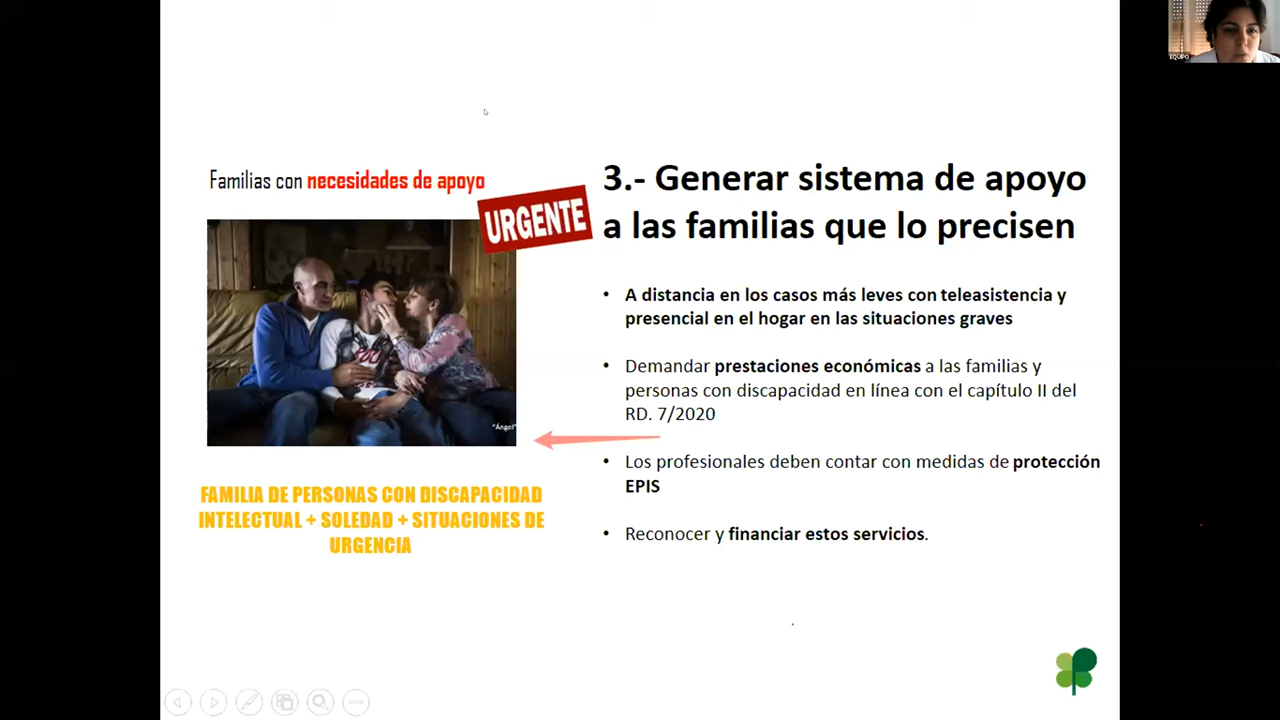 EQUIPO
Familias con necesidades de apoyo
URGENTE
"Ángel"
FAMILIA DE PERSONAS CON DISCAPACIDAD
INTELECTUAL + SOLEDAD + SITUACIONES DE
URGENCIA
3.- Generar sistema de apoyo
a las familias que lo precisen
• A distancia en los casos más leves con teleasistencia y
presencial en el hogar en las situaciones graves
• Demandar prestaciones económicas a las familias y
personas con discapacidad en línea con el capítulo II del
RD. 7/2020
• Los profesionales deben contar con medidas de protección
EPIS
• Reconocer y financiar estos servicios.